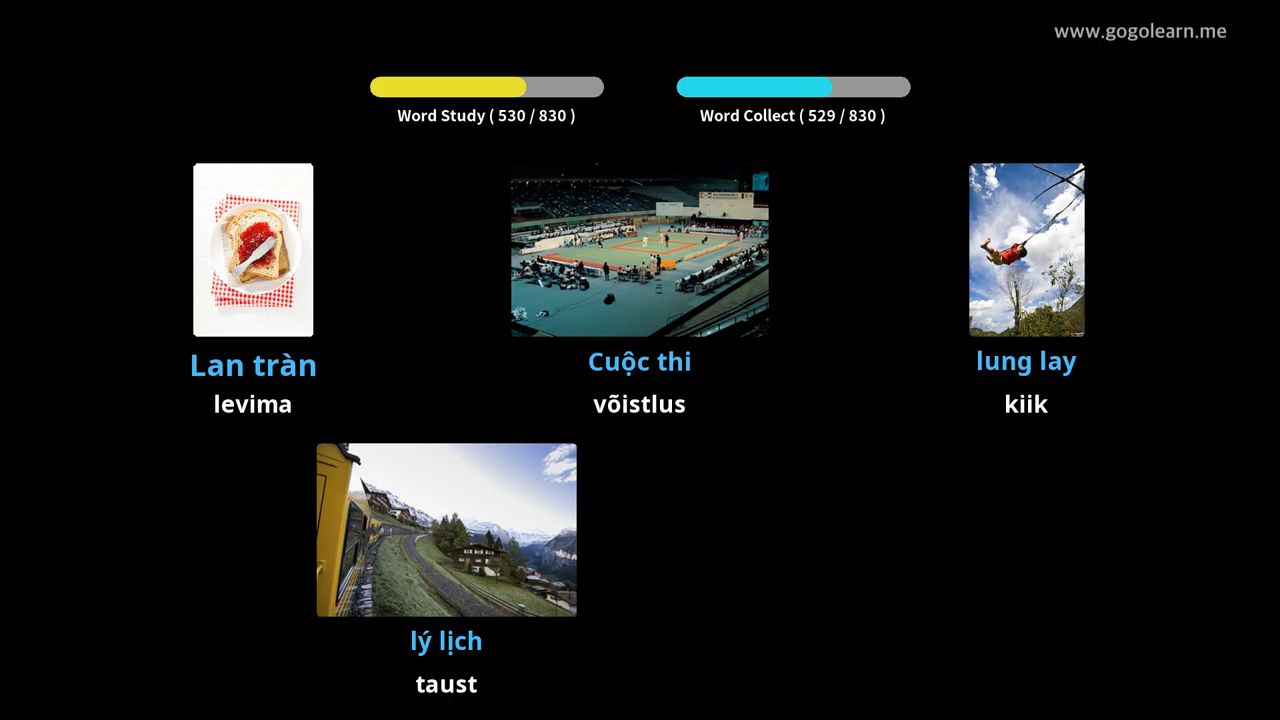 www.gogolearn.me
Word Study ( 530 / 830 )
Word Collect ( 529 / 830 )
Lan tràn
levima
Cuộc thi
võistlus
lung lay
kiik
lý lịch
taust